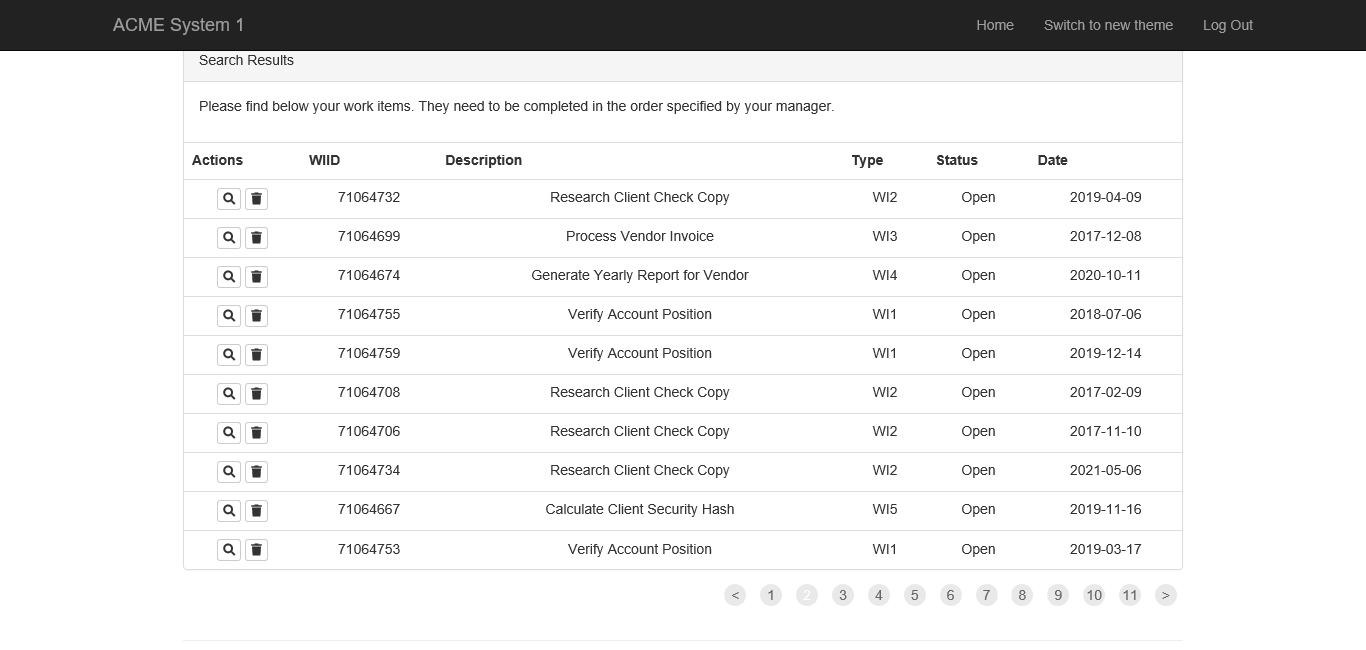 ACME System 1 Home Switch to new theme Log Out
Search Results
Please find below your work items. They need to be completed in the order specified by your manager.
Actions WIID Description Type Status Date
71064732 Research Client Check Copy WI2 Open 2019-04-09
71064699 Process Vendor Invoice WI3 Open 2017-12-08
71064674 Generate Yearly Report for Vendor WI4 Open 2020-10-11
71064755 Verify Account Position WI1 Open 2018-07-06
71064759 Verify Account Position WI1 Open 2019-12-14
71064708 Research Client Check Copy WI2 Open 2017-02-09
71064706 Research Client Check Copy WI2 Open 2017-11-10
71064734 Research Client Check Copy WI2 Open 2021-05-06
71064667 Calculate Client Security Hash WI5 Open 2019-11-16
71064753 Verify Account Position WI1 Open 2019-03-17
< 1 2 3 4 5 6 7 8 9 10 11 >